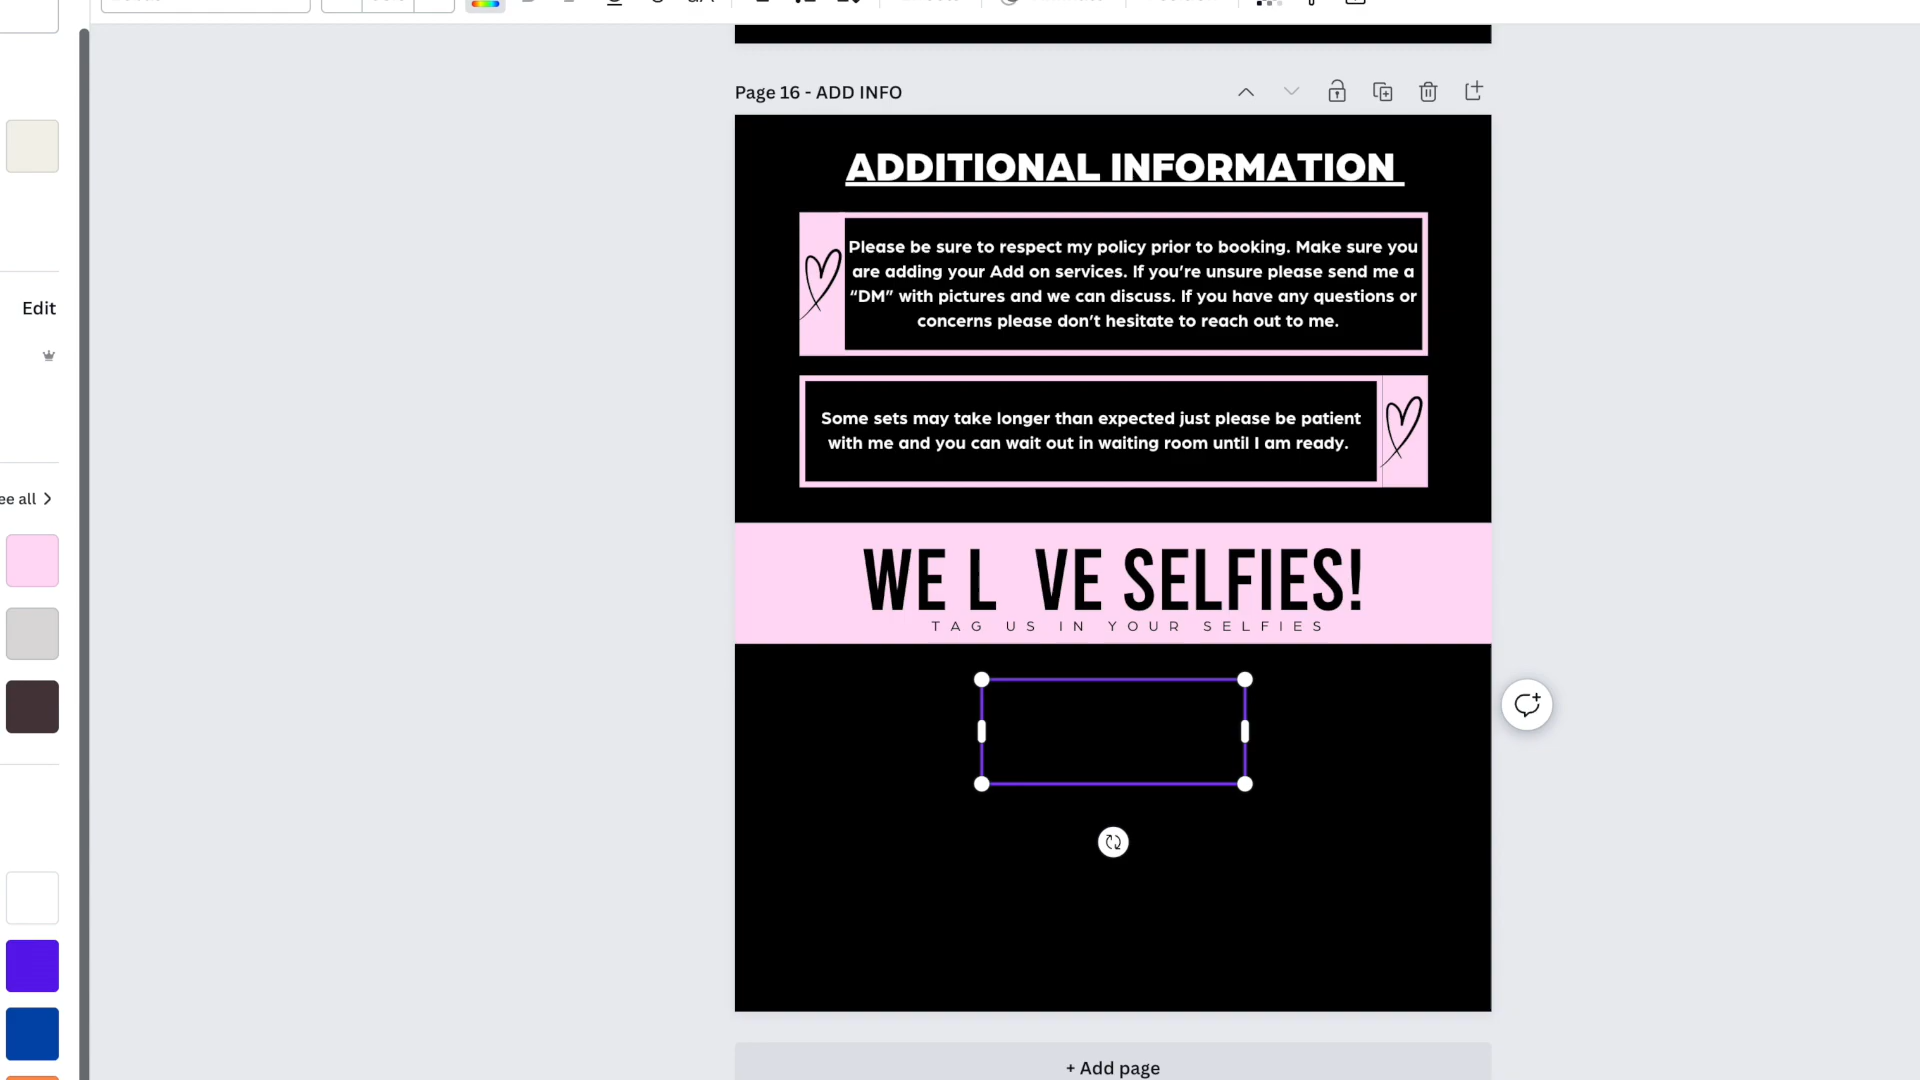 Page 16 - ADD INFO
ADDITIONAL INFORMATION
Please be sure to respect my policy prior to booking. Make sure you
are adding your Add on services. If you’re unsure please send me a
“DM” with pictures and we can discuss. If you have any questions or
concerns please don’t hesitate to reach out to me.
Edit
Some sets may take longer than expected just please be patient
with me and you can wait out in waiting room until I am ready.
ee all
WE L VE SELFIES!
TAG US IN YOUR SELFIES
+ Add page